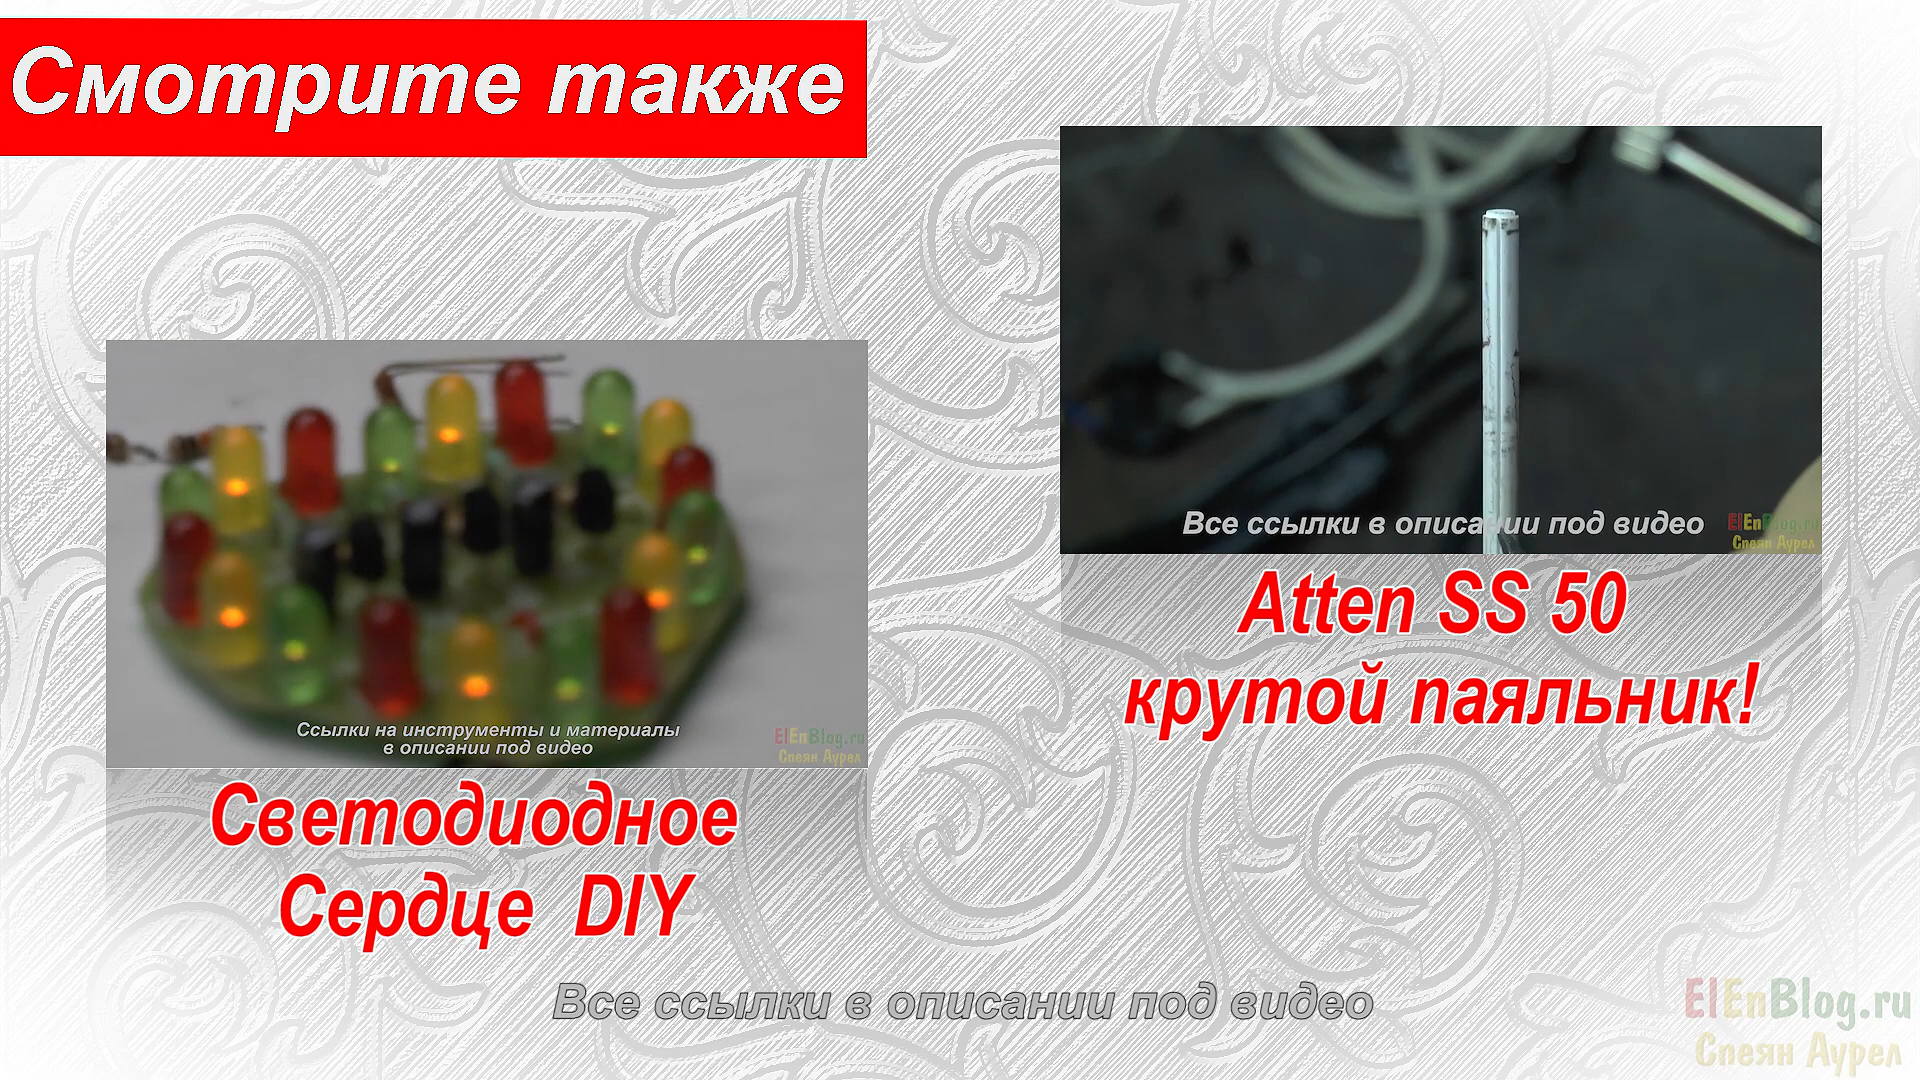 Смотрите также
Все ссылки в описании под видео
ElEnBlog.ru
Спеян Аурел
Atten SS 50
крутой паяльник!
Ссылки на инструменты и материалы
в описании под видео
ElEnBlog.ru
Спеян Аурел
Светодиодное
Сердце DIY
Все ссылки в описании под видео
ElEnBlog.ru
Спеян Аурел